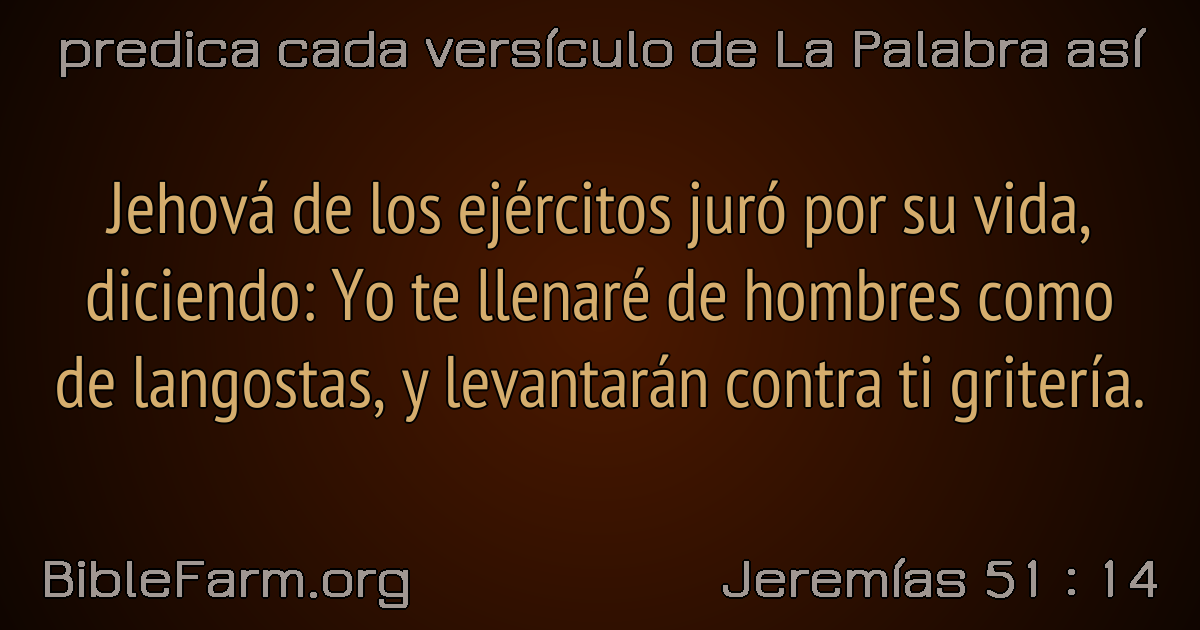 predica cada versículo de La Palabra así
Jehová de los ejércitos juró por su vida,
diciendo: Yo te llenaré de hombres como
de langostas, y levantarán contra ti gritería.
BibleFarm.org
Jeremías 51 : 14